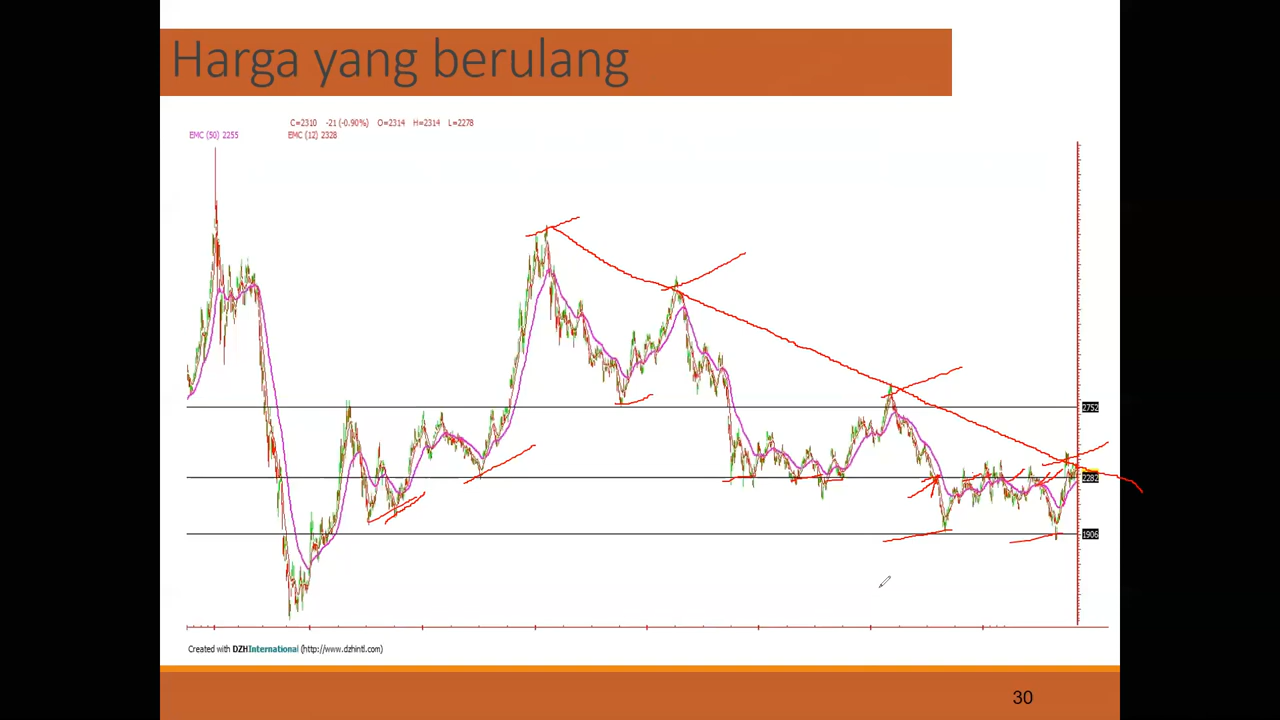 Harga yang berulang
C=2310 -21 (-0.90%) O=2314 H=2314 L=2278
EMC (50) 2255 EMC (12) 2328
2752
2282
1906
Created with DZHInternational (http://www.dzhintl.com)
30